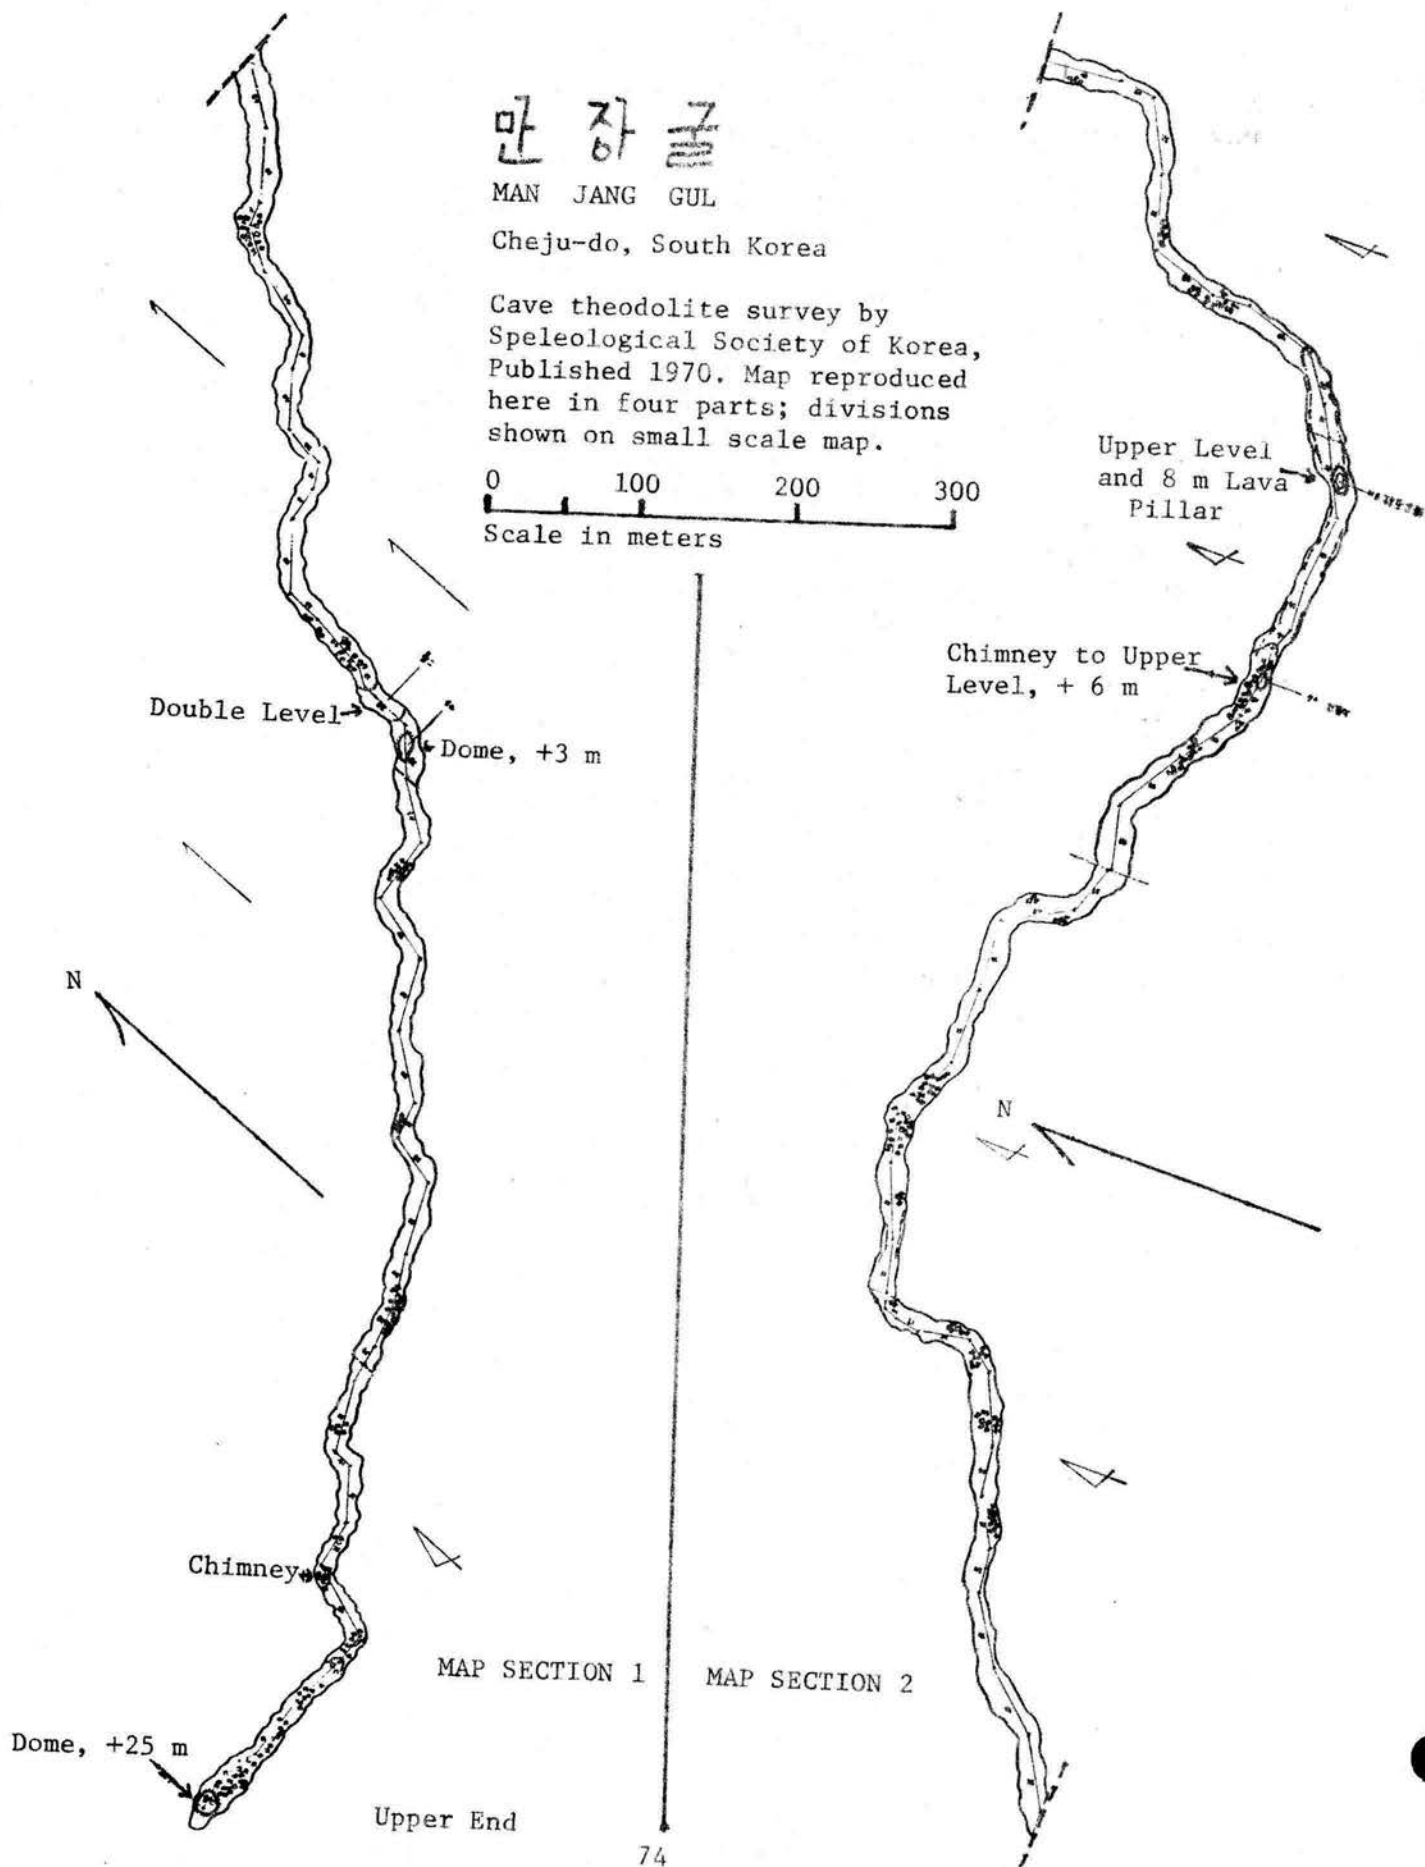 만 장 굴
MAN JANG GUL
Cheju-do, South Korea
Cave theodolite survey by
Speleological Society of Korea,
Published 1970. Map reproduced
here in four parts; divisions
shown on small scale map.
0 100 200 300
Scale in meters
Double Level
Dome, +3 m
N
Chimney
Dome, +25 m
Upper End
MAP SECTION 1
Upper Level
and 8 m Lava
Pillar
Chimney to Upper
Level, + 6 m
N
MAP SECTION 2
74